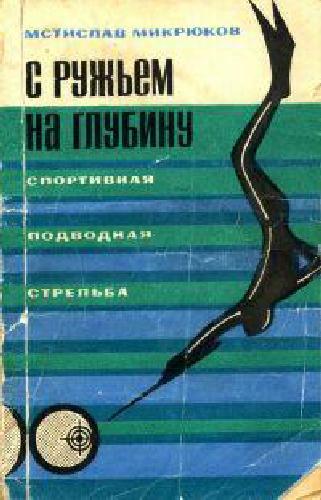 МСТИСЛАВ МИКРЮКОВ
С РУЖЬЕМ
НА ГЛУБИНУ
СПОРТИВНАЯ
ПОДВОДНАЯ
СТРЕЛЬБА